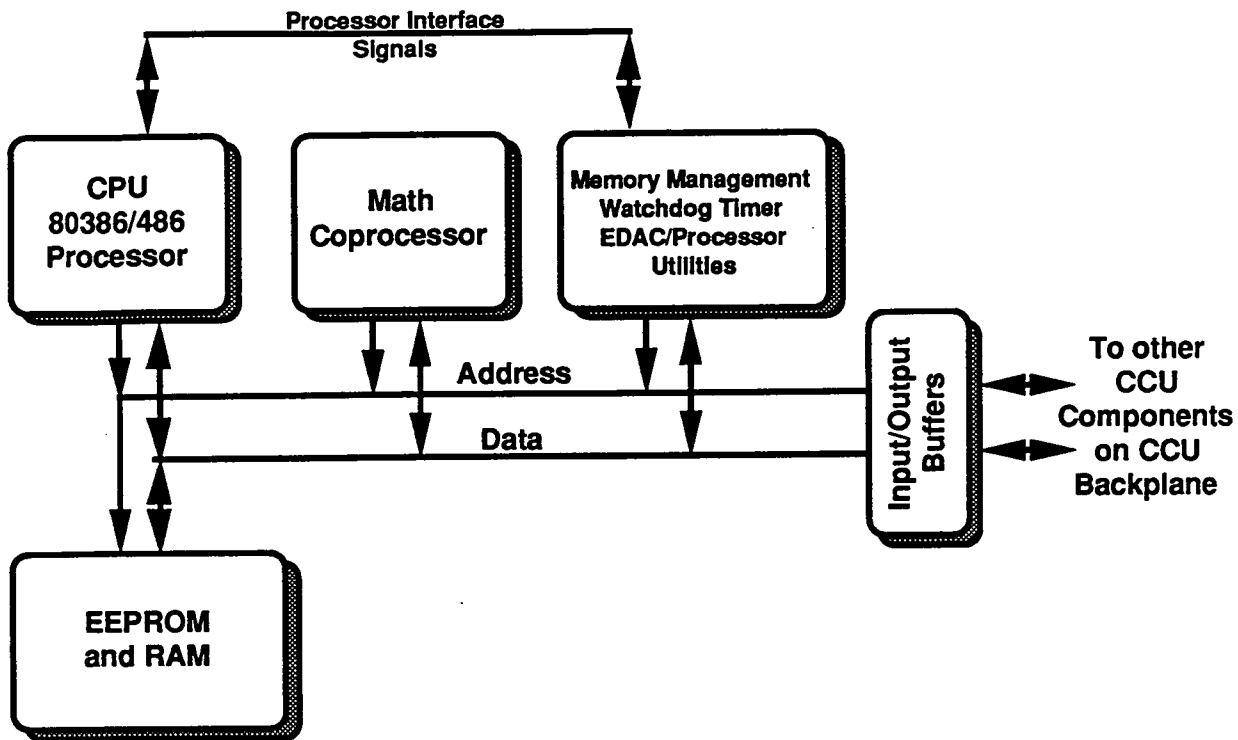 Processor Interface
Signals
CPU
80386/486
Processor
Math
Coprocessor
Memory Management
Watchdog Timer
EDAC/Processor
Utilities
Address
Data
Input/Output
Buffers
To other
CCU
Components
on CCU
Backplane
EEPROM
and RAM